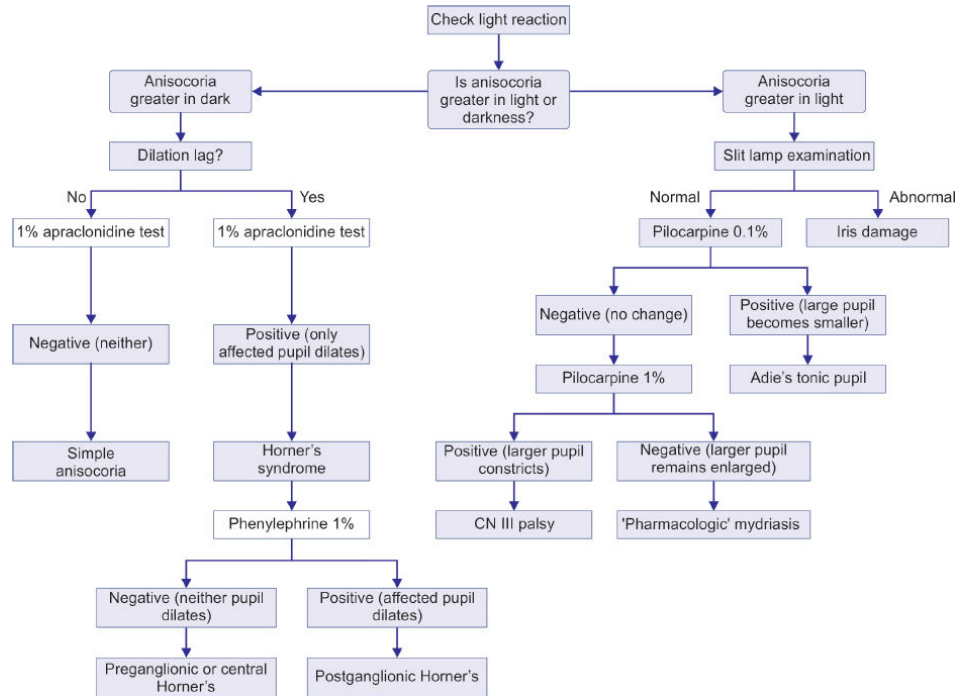 Check light reaction
Anisocoria
greater in dark
Is anisocoria
greater in light or
darkness?
Anisocoria
greater in light
Dilation lag?
Slit lamp examination
No
Yes
Normal
Abnormal
1% apraclonidine test
1% apraclonidine test
Pilocarpine 0.1%
Iris damage
Negative (neither)
Positive (only
affected pupil dilates)
Negative (no change)
Positive (large pupil
becomes smaller)
Pilocarpine 1%
Adie's tonic pupil
Simple
anisocoria
Horner's
syndrome
Positive (larger pupil
constricts)
Negative (larger pupil
remains enlarged)
Phenylephrine 1%
CN III palsy
'Pharmacologic' mydriasis
Negative (neither pupil
dilates)
Positive (affected pupil
dilates)
Preganglionic or central
Horner's
Postganglionic Horner's